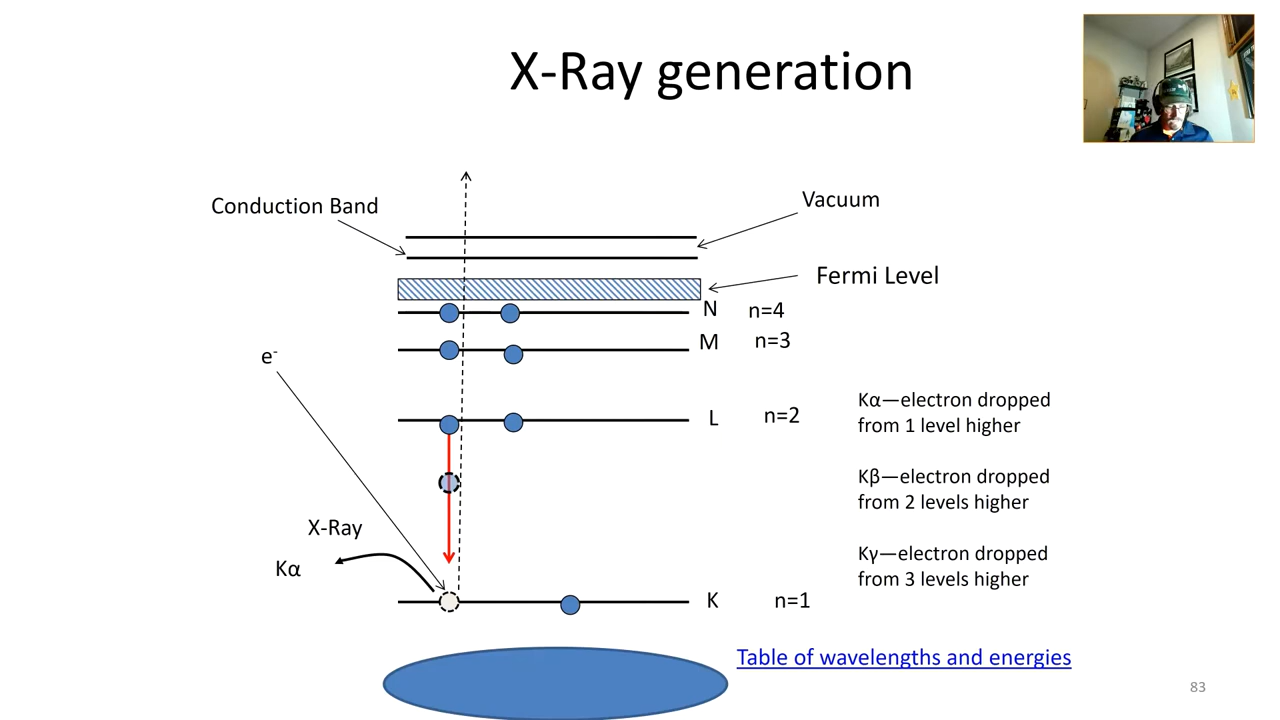 X-Ray generation
Conduction Band
Vacuum
Fermi Level
N n=4
M n=3
e-
L n=2
Kα—electron dropped
from 1 level higher
Kβ—electron dropped
from 2 levels higher
X-Ray
Kα
Kγ—electron dropped
from 3 levels higher
K n=1
Table of wavelengths and energies
83